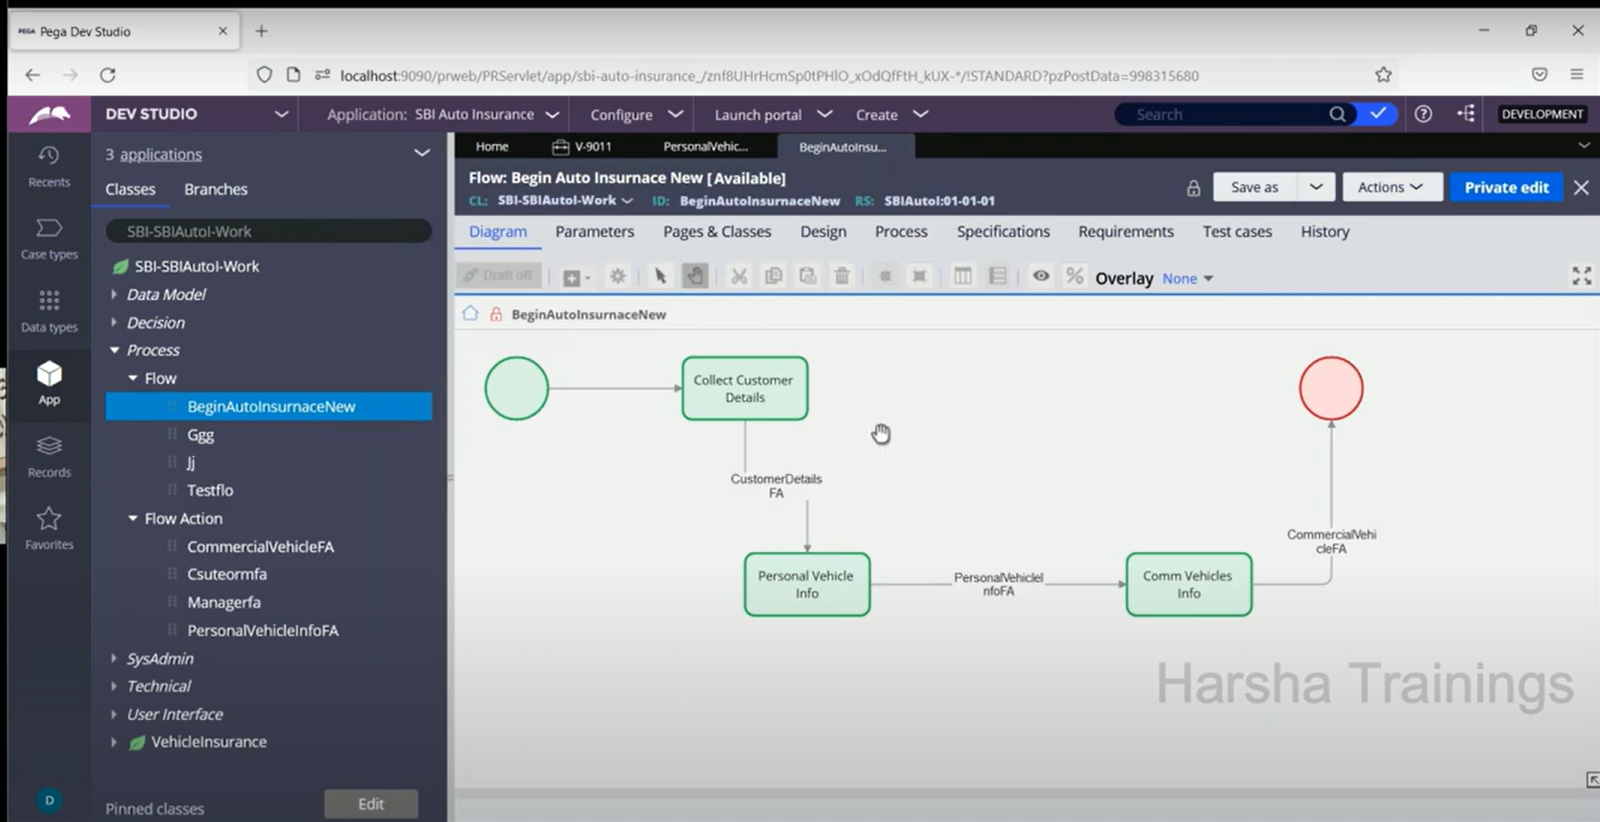 PEGA Pega Dev Studio
localhost:9090/prweb/PRServlet/app/sbi-auto-insurance_/znf8UHrHcmSp0tPHlO_xOdQfFtH_kUX-*/!STANDARD?pzPostData=998315680
DEV STUDIO
Application: SBI Auto Insurance
Configure
Launch portal
Create
Search
DEVELOPMENT
Recents
Case types
Data types
App
Records
Favorites
D
3 applications
Classes Branches
SBI-SBIAutoI-Work
SBI-SBIAutoI-Work
Data Model
Decision
Process
Flow
BeginAutoInsurnaceNew
Ggg
Jj
Testflo
Flow Action
CommercialVehicleFA
Csuteormfa
Managerfa
PersonalVehicleInfoFA
SysAdmin
Technical
User Interface
VehicleInsurance
Pinned classes Edit
Home V-9011 PersonalVehic... BeginAutoInsu...
Flow: Begin Auto Insurnace New [Available]
CL: SBI-SBIAutoI-Work ID: BeginAutoInsurnaceNew RS: SBIAutoI:01-01-01
Save as Actions Private edit
Diagram Parameters Pages & Classes Design Process Specifications Requirements Test cases History
Draft off Overlay None
BeginAutoInsurnaceNew
Collect Customer
Details
CustomerDetails
FA
Personal Vehicle
Info
PersonalVehicleI
nfoFA
Comm Vehicles
Info
CommercialVehi
cleFA
Harsha Trainings